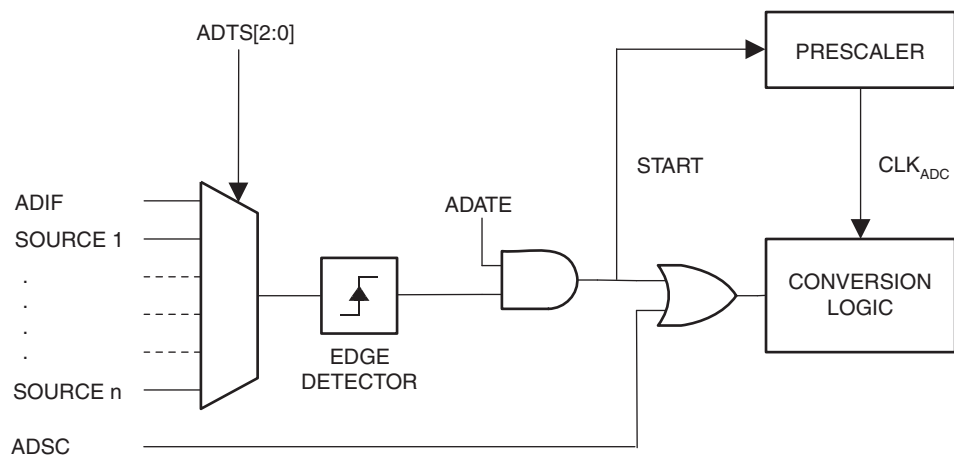 ADTS[2:0]
PRESCALER
START
CLKADC
ADIF
ADATE
SOURCE 1
.
.
.
.
CONVERSION
LOGIC
EDGE
DETECTOR
SOURCE n
ADSC